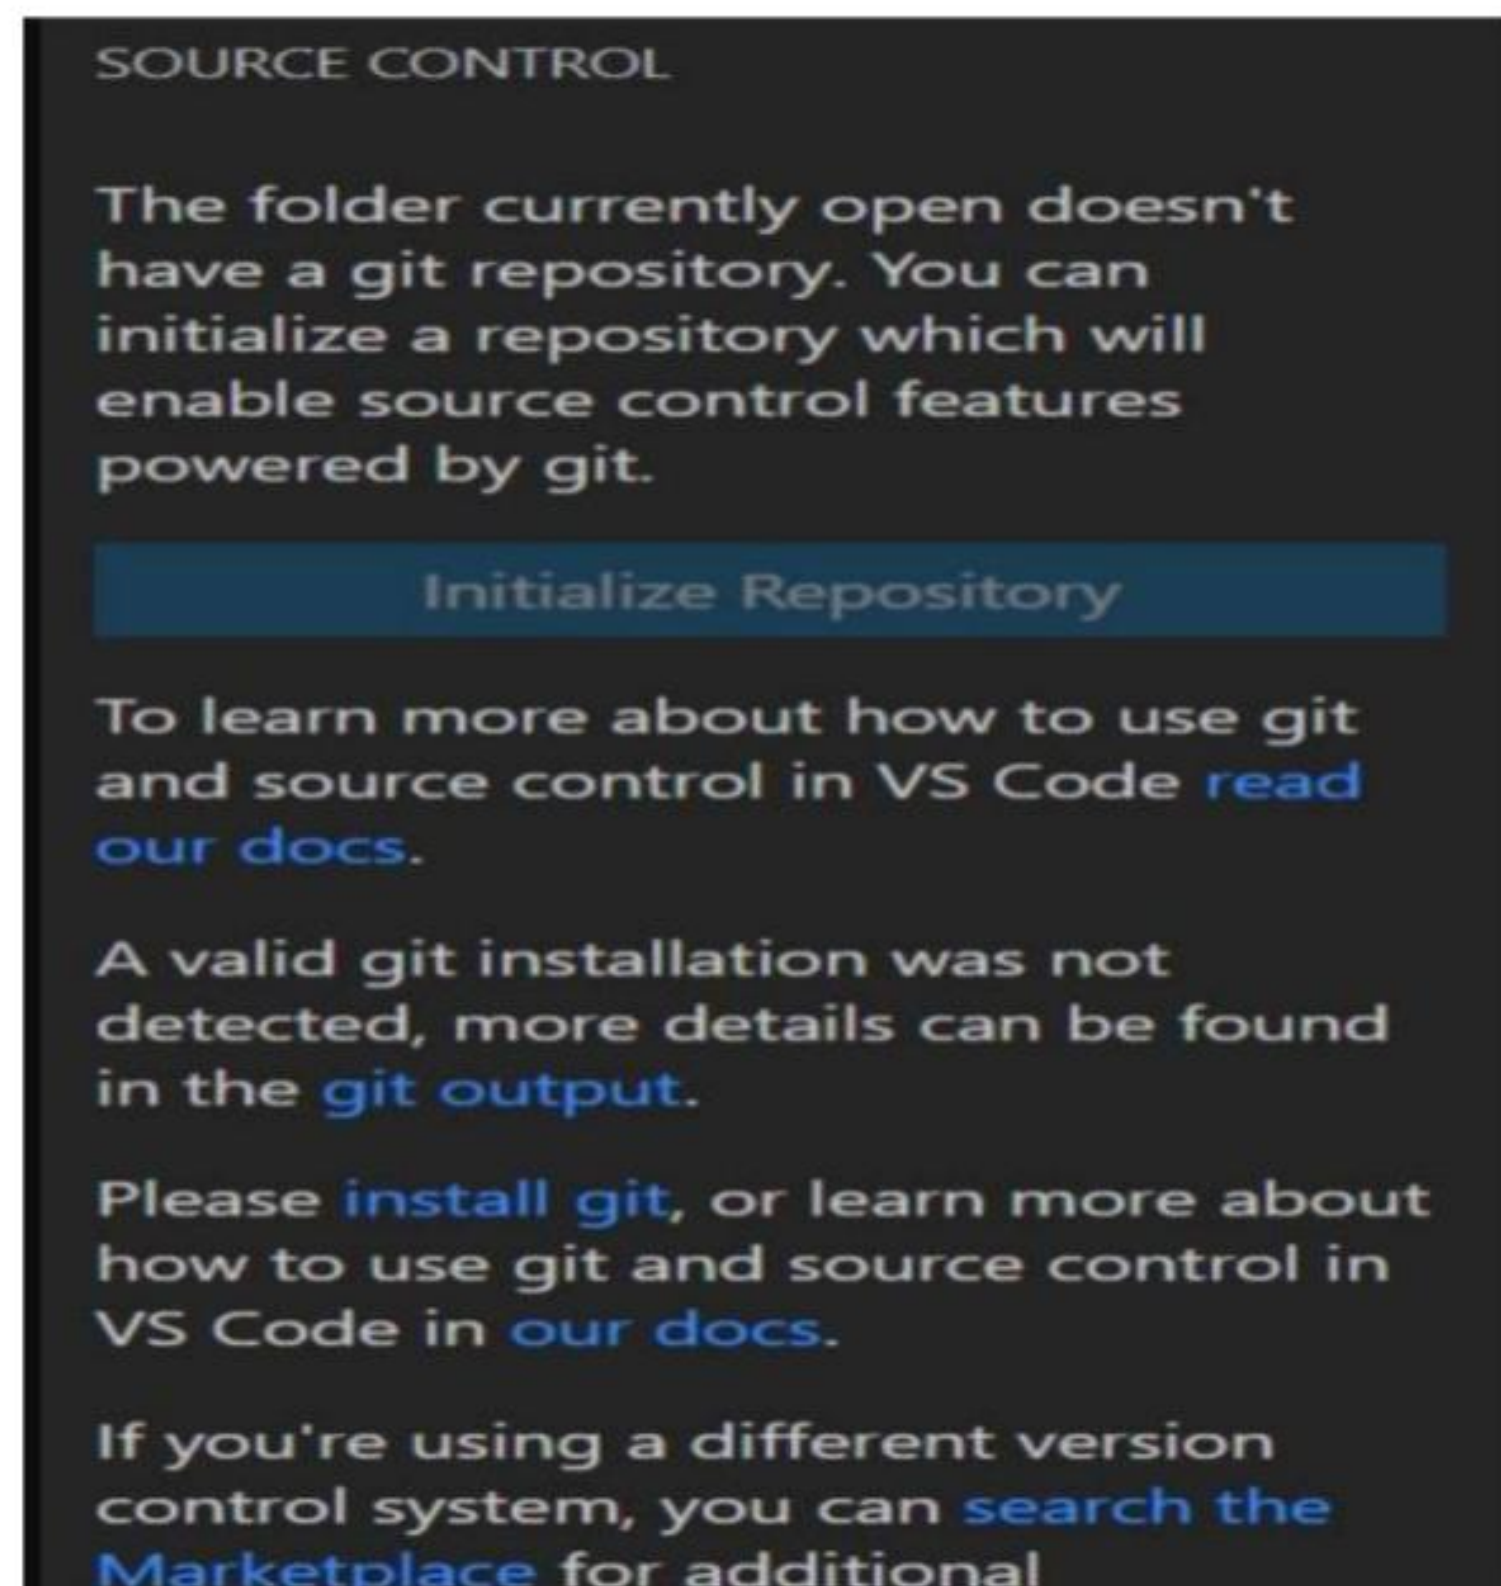 SOURCE CONTROL
The folder currently open doesn't
have a git repository. You can
initialize a repository which will
enable source control features
powered by git.
Initialize Repository
To learn more about how to use git
and source control in VS Code read
our docs.
A valid git installation was not
detected, more details can be found
in the git output.
Please install git, or learn more about
how to use git and source control in
VS Code in our docs.
If you're using a different version
control system, you can search the
Marketplace for additional